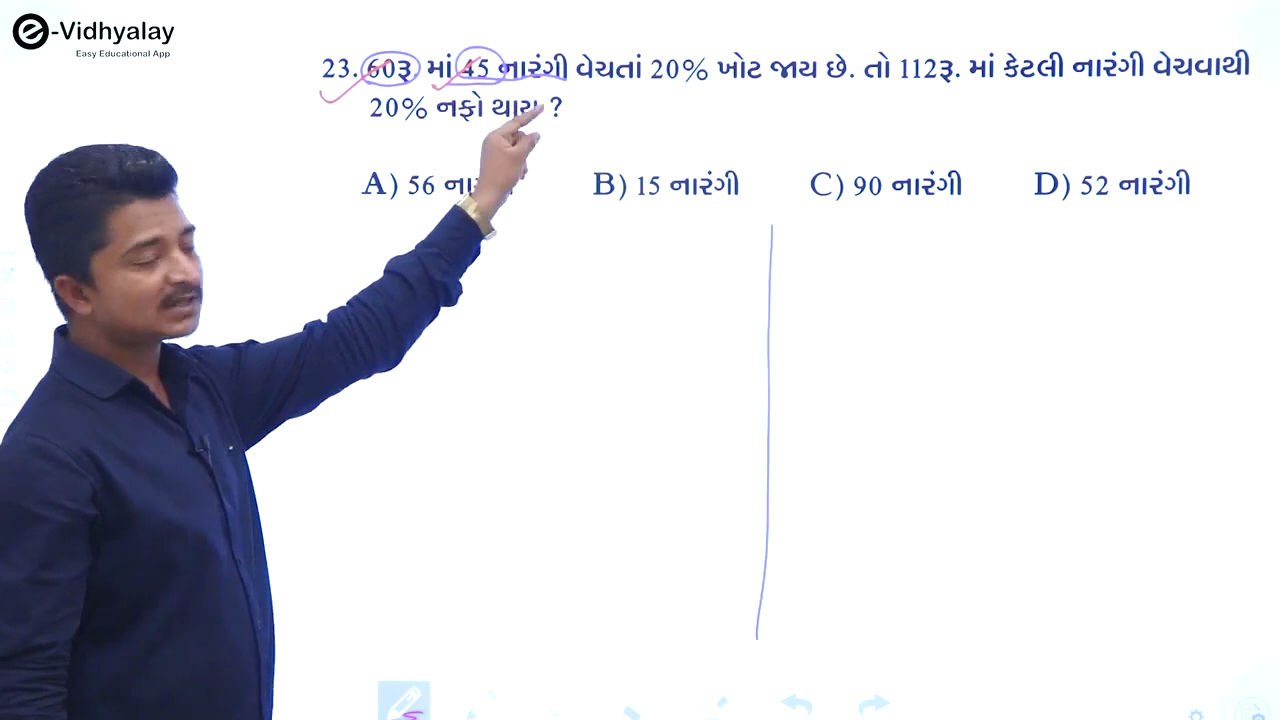 e-Vidhyalay
Easy Educational App
23. 60રૂ. માં 45 નારંગી વેચતાં 20% ખોટ જાય છે. તો 112રૂ. માં કેટલી નારંગી વેચવાથી
20% નફો થાય ?
A) 56 B) 15 નારંગી C) 90 નારંગી D) 52 નારંગી